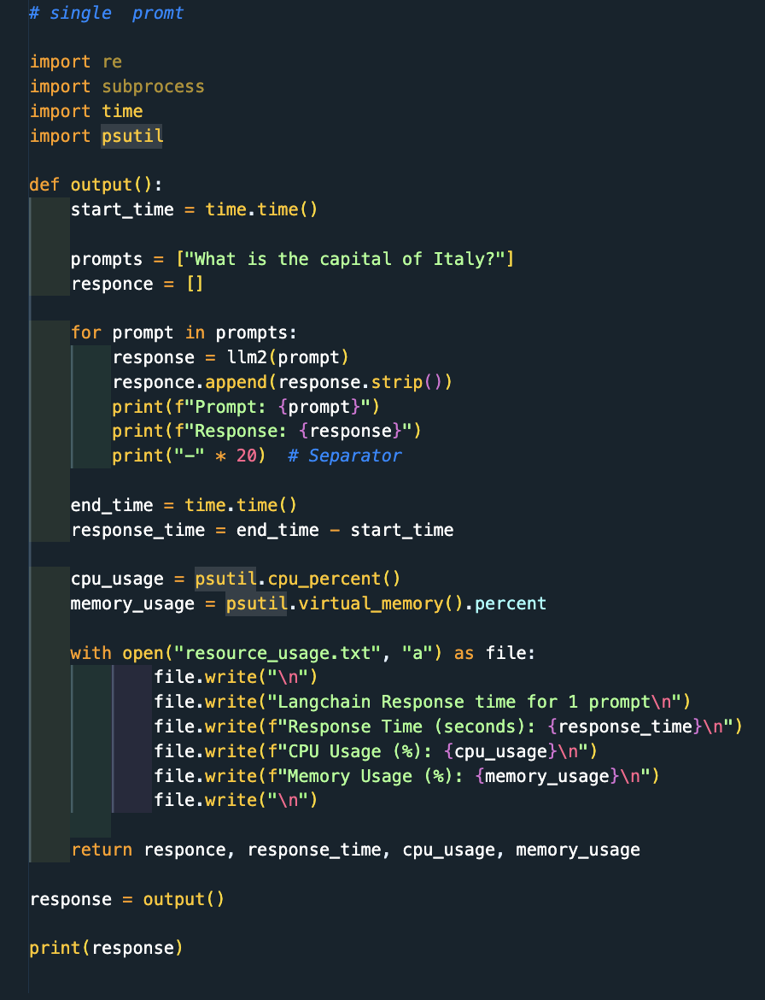 # single  promt
import re
import subprocess
import time
import psutil
def output():
    start_time = time.time()
    prompts = ["What is the capital of Italy?"]
    responce = []
    for prompt in prompts:
        response = llm2(prompt)
        responce.append(response.strip())
        print(f"Prompt: {prompt}")
        print(f"Response: {response}")
        print("-" * 20)  # Separator
    end_time = time.time()
    response_time = end_time - start_time
    cpu_usage = psutil.cpu_percent()
    memory_usage = psutil.virtual_memory().percent
    with open("resource_usage.txt", "a") as file:
            file.write("\n")
            file.write("Langchain Response time for 1 prompt\n")
            file.write(f"Response Time (seconds): {response_time}\n")
            file.write(f"CPU Usage (%): {cpu_usage}\n")
            file.write(f"Memory Usage (%): {memory_usage}\n")
            file.write("\n")
    return responce, response_time, cpu_usage, memory_usage
response = output()
print(response)